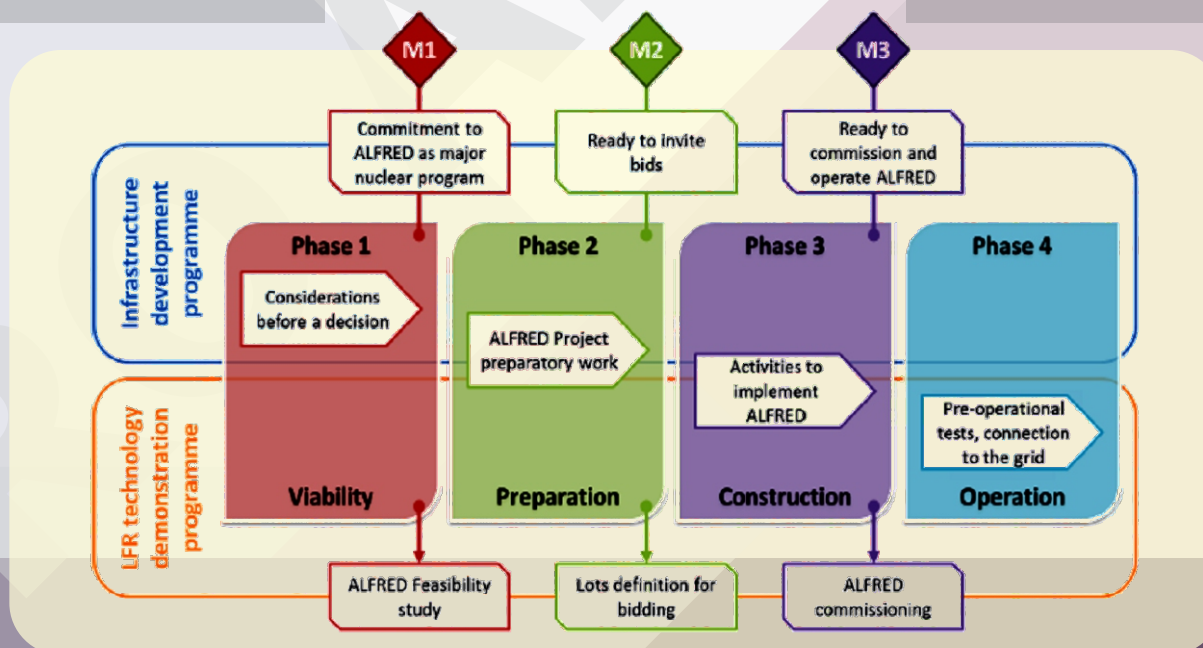 M1
M2
M3
Commitment to
ALFRED as major
nuclear program
Ready to invite
bids
Ready to
commission and
operate ALFRED
Infrastructure
development
programme
Phase 1
Phase 2
Phase 3
Phase 4
Considerations
before a decision
ALFRED Project
preparatory work
Activities to
implement
ALFRED
Pre-operational
tests, connection
to the grid
LFR technology
demonstration
programme
Viability
Preparation
Construction
Operation
ALFRED Feasibility
study
Lots definition for
bidding
ALFRED
commissioning